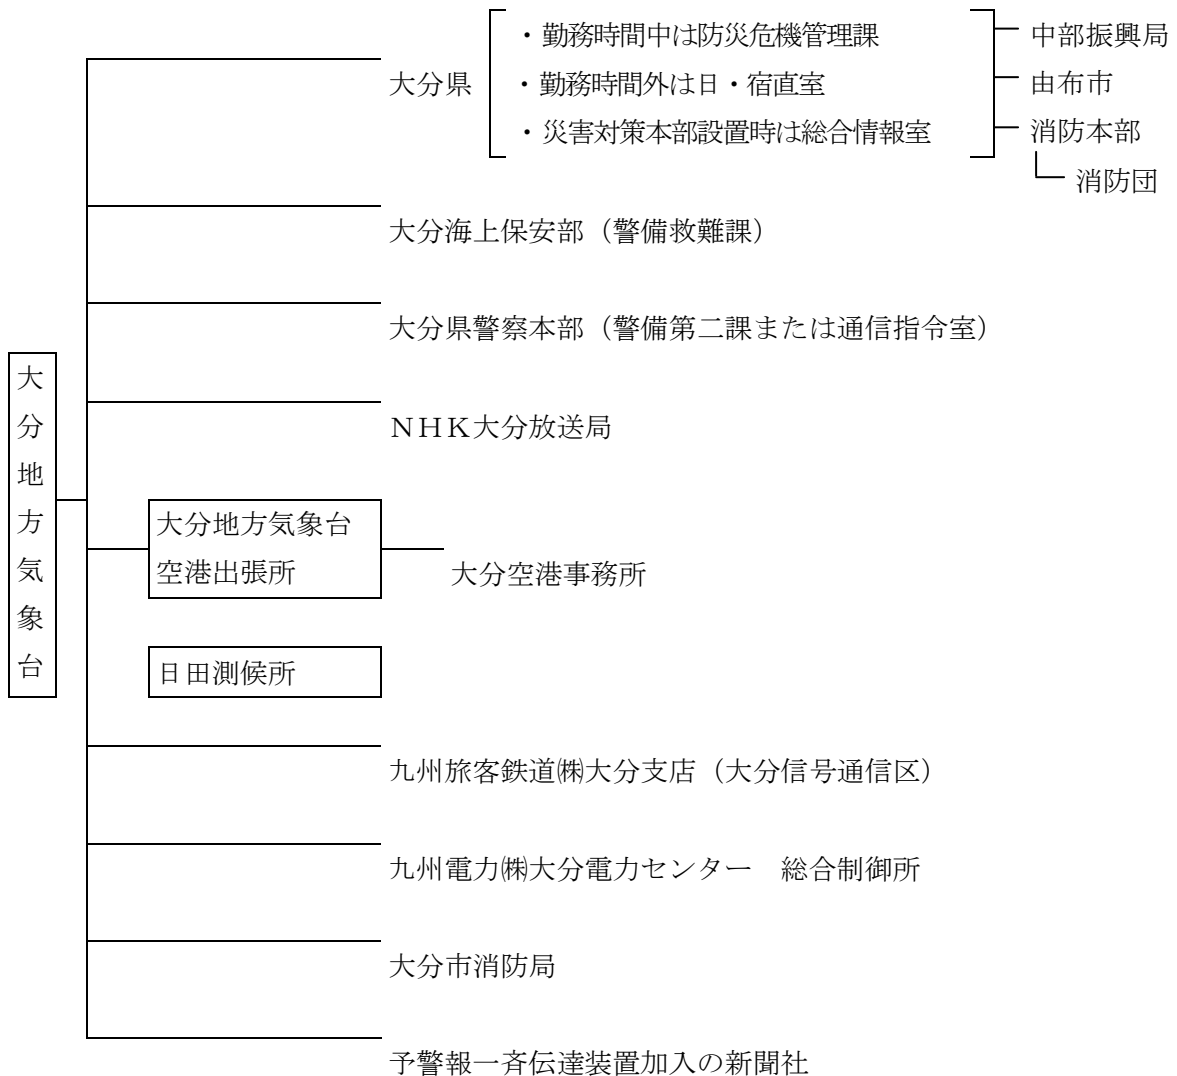 ・勤務時間中は防災危機管理課
中部振興局
大分県
・勤務時間外は日・宿直室
由布市
・災害対策本部設置時は総合情報室
消防本部
消防団
大分海上保安部（警備救難課）
大分県警察本部（警備第二課または通信指令室）
大分地方気象台
ＮＨＫ大分放送局
大分地方気象台
空港出張所
大分空港事務所
日田測候所
九州旅客鉄道㈱大分支店（大分信号通信区）
九州電力㈱大分電力センター　総合制御所
大分市消防局
予警報一斉伝達装置加入の新聞社